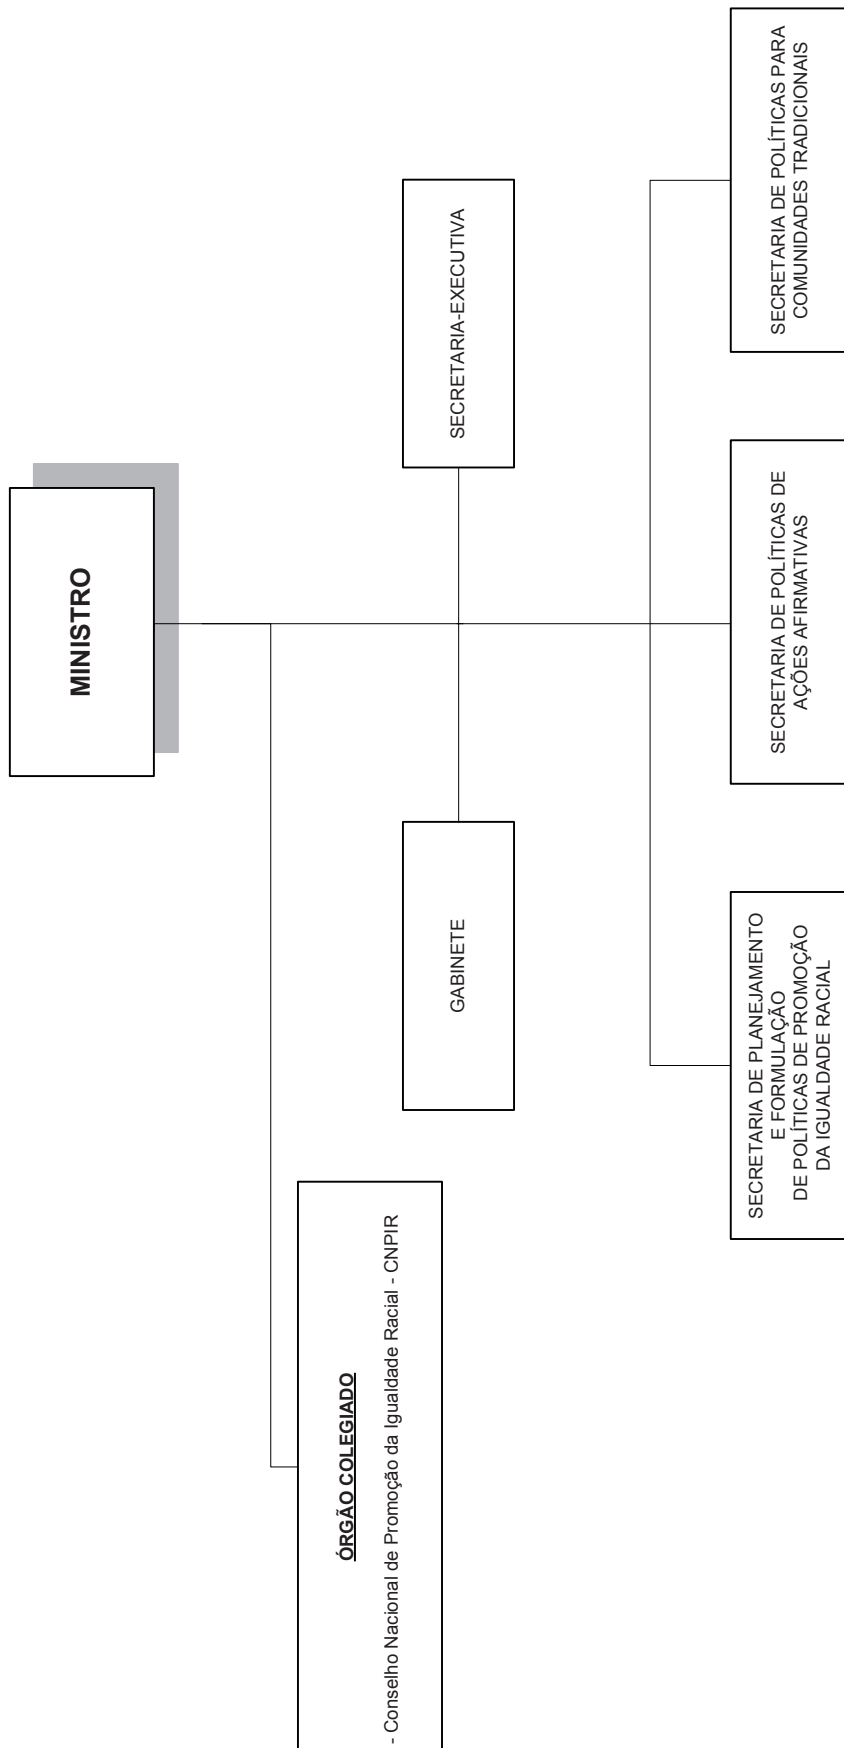 MINISTRO
ÓRGÃO COLEGIADO
- Conselho Nacional de Promoção da Igualdade Racial - CNPIR
GABINETE
SECRETARIA-EXECUTIVA
SECRETARIA DE PLANEJAMENTO
E FORMULAÇÃO
DE POLÍTICAS DE PROMOÇÃO
DA IGUALDADE RACIAL
SECRETARIA DE POLÍTICAS DE
AÇÕES AFIRMATIVAS
SECRETARIA DE POLÍTICAS PARA
COMUNIDADES TRADICIONAIS